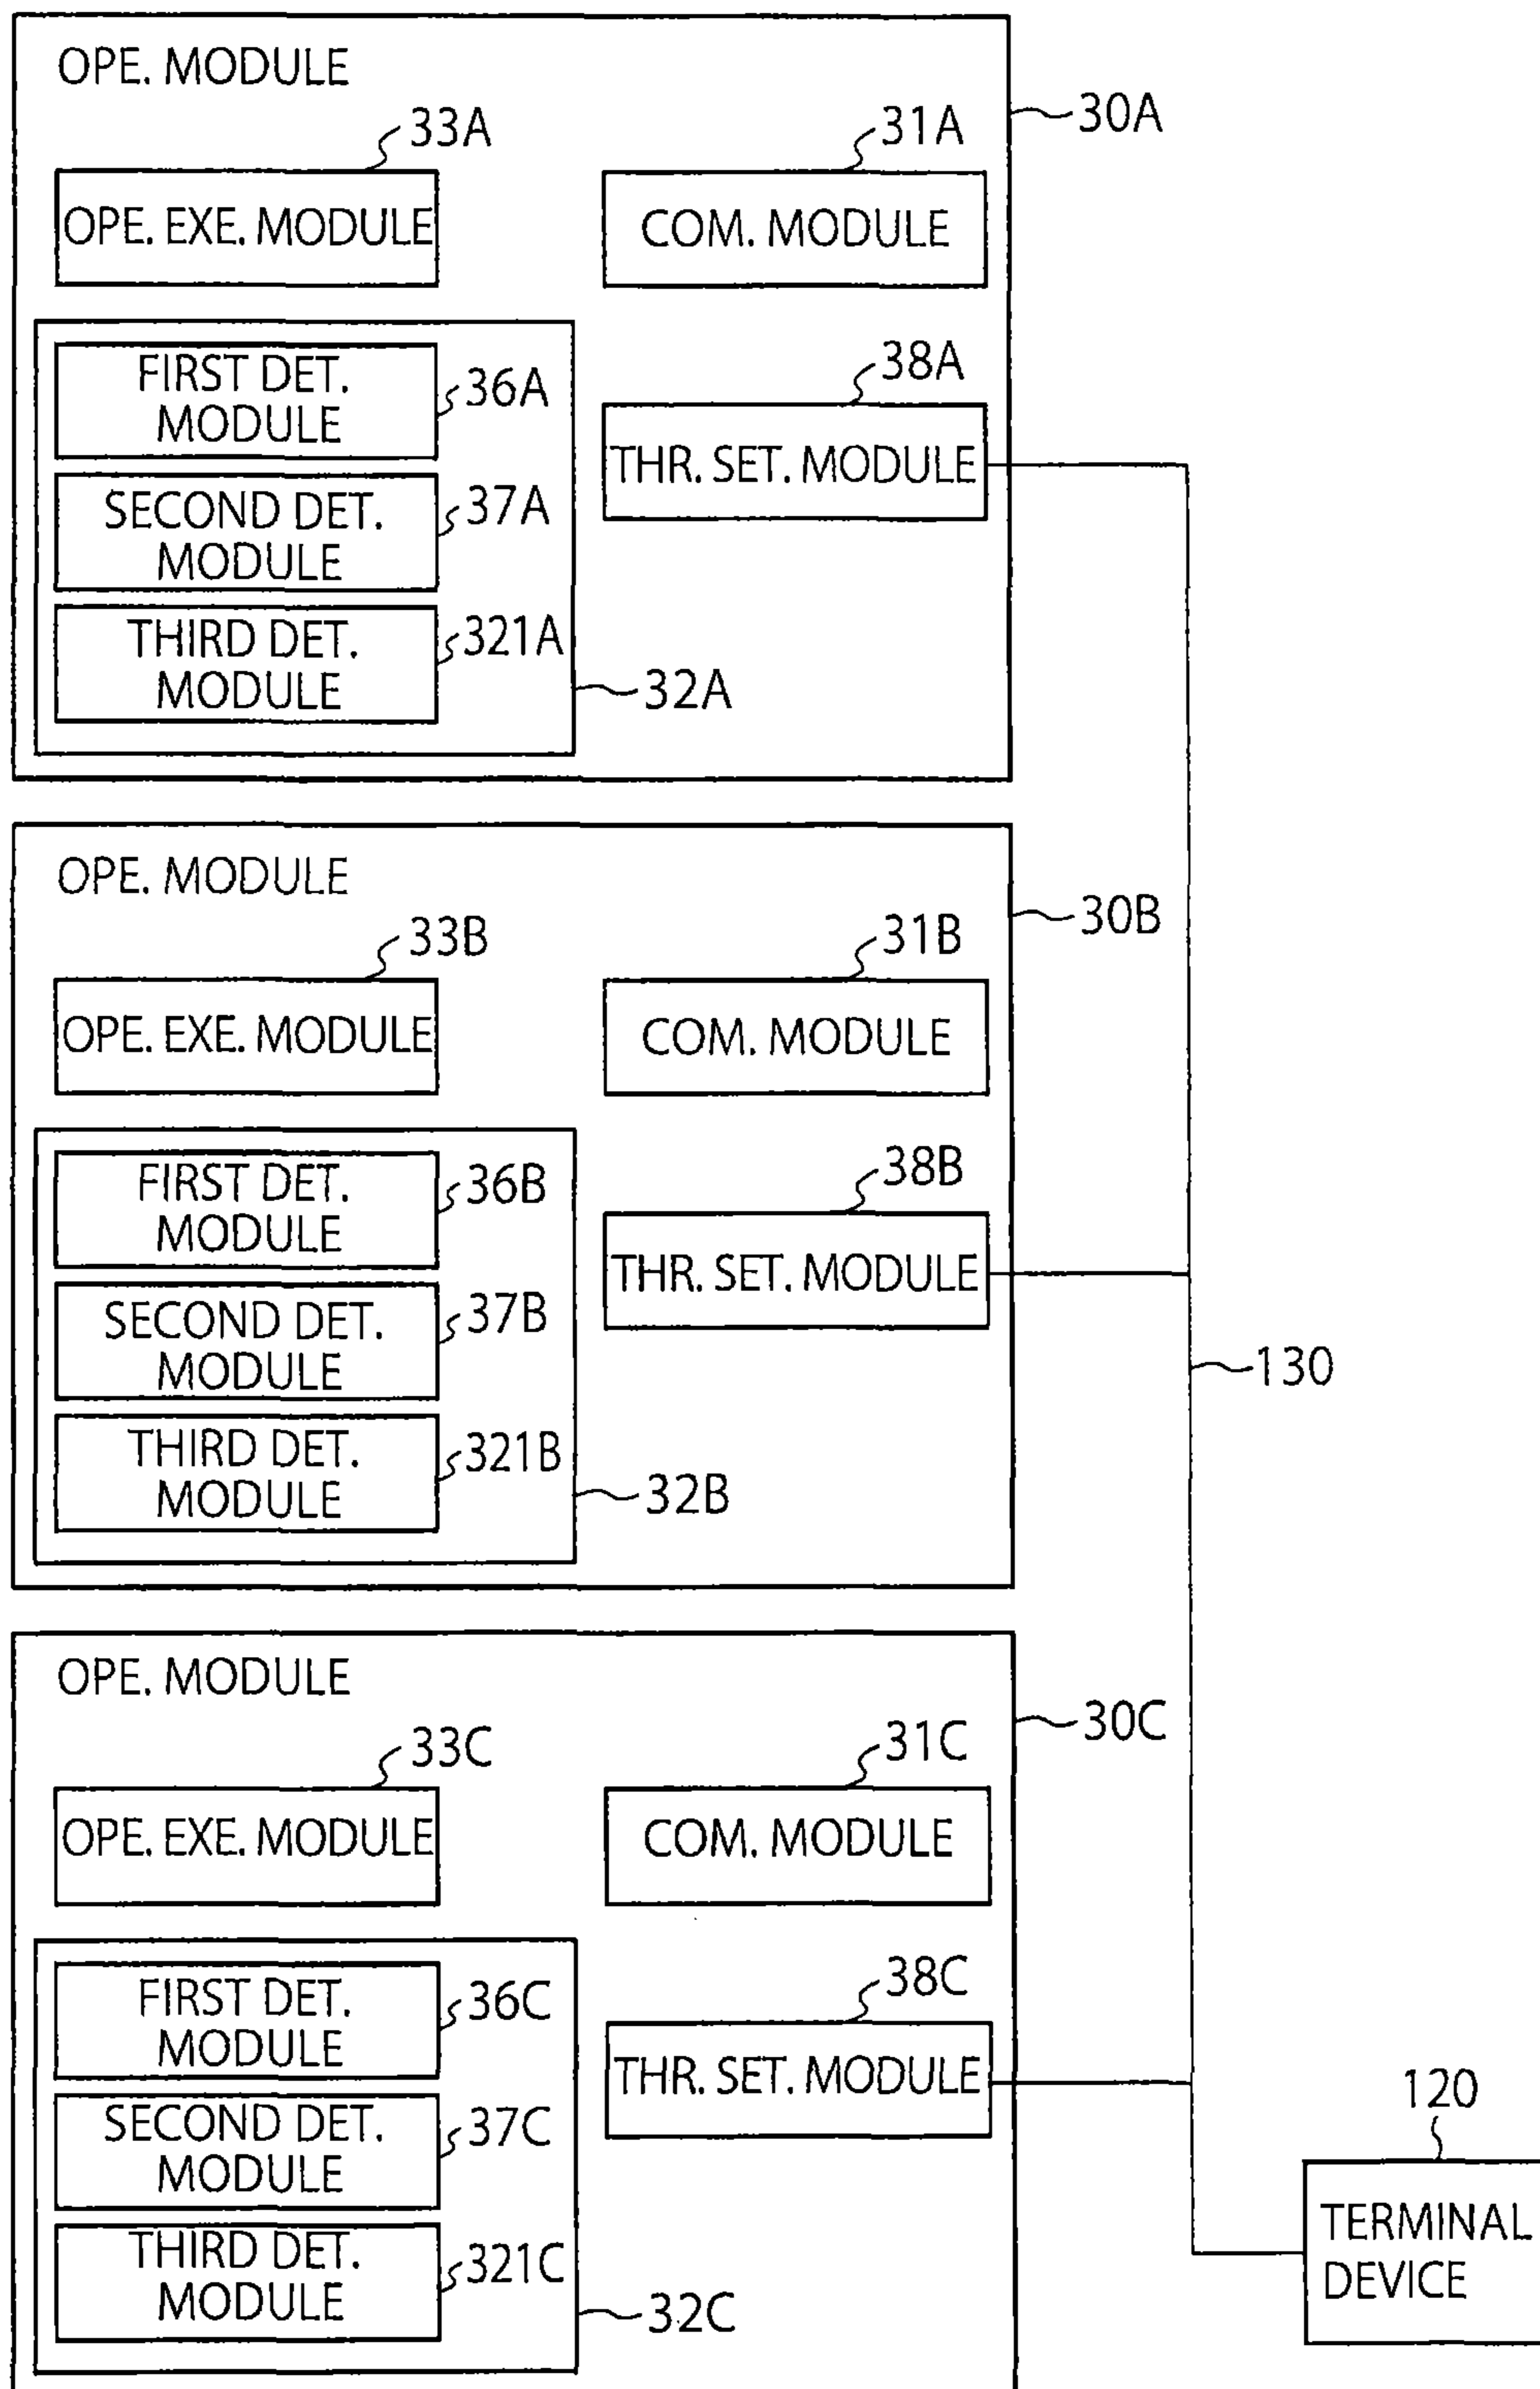 OPE. MODULE
30A
33A
31A
OPE. EXE. MODULE
COM. MODULE
FIRST DET.
MODULE
36A
38A
SECOND DET.
MODULE
37A
THR. SET. MODULE
THIRD DET.
MODULE
321A
32A
OPE. MODULE
30B
33B
31B
OPE. EXE. MODULE
COM. MODULE
FIRST DET.
MODULE
36B
38B
SECOND DET.
MODULE
37B
THR. SET. MODULE
130
THIRD DET.
MODULE
321B
32B
OPE. MODULE
30C
33C
31C
OPE. EXE. MODULE
COM. MODULE
FIRST DET.
MODULE
36C
38C
SECOND DET.
MODULE
37C
THR. SET. MODULE
THIRD DET.
MODULE
321C
32C
120
TERMINAL
DEVICE